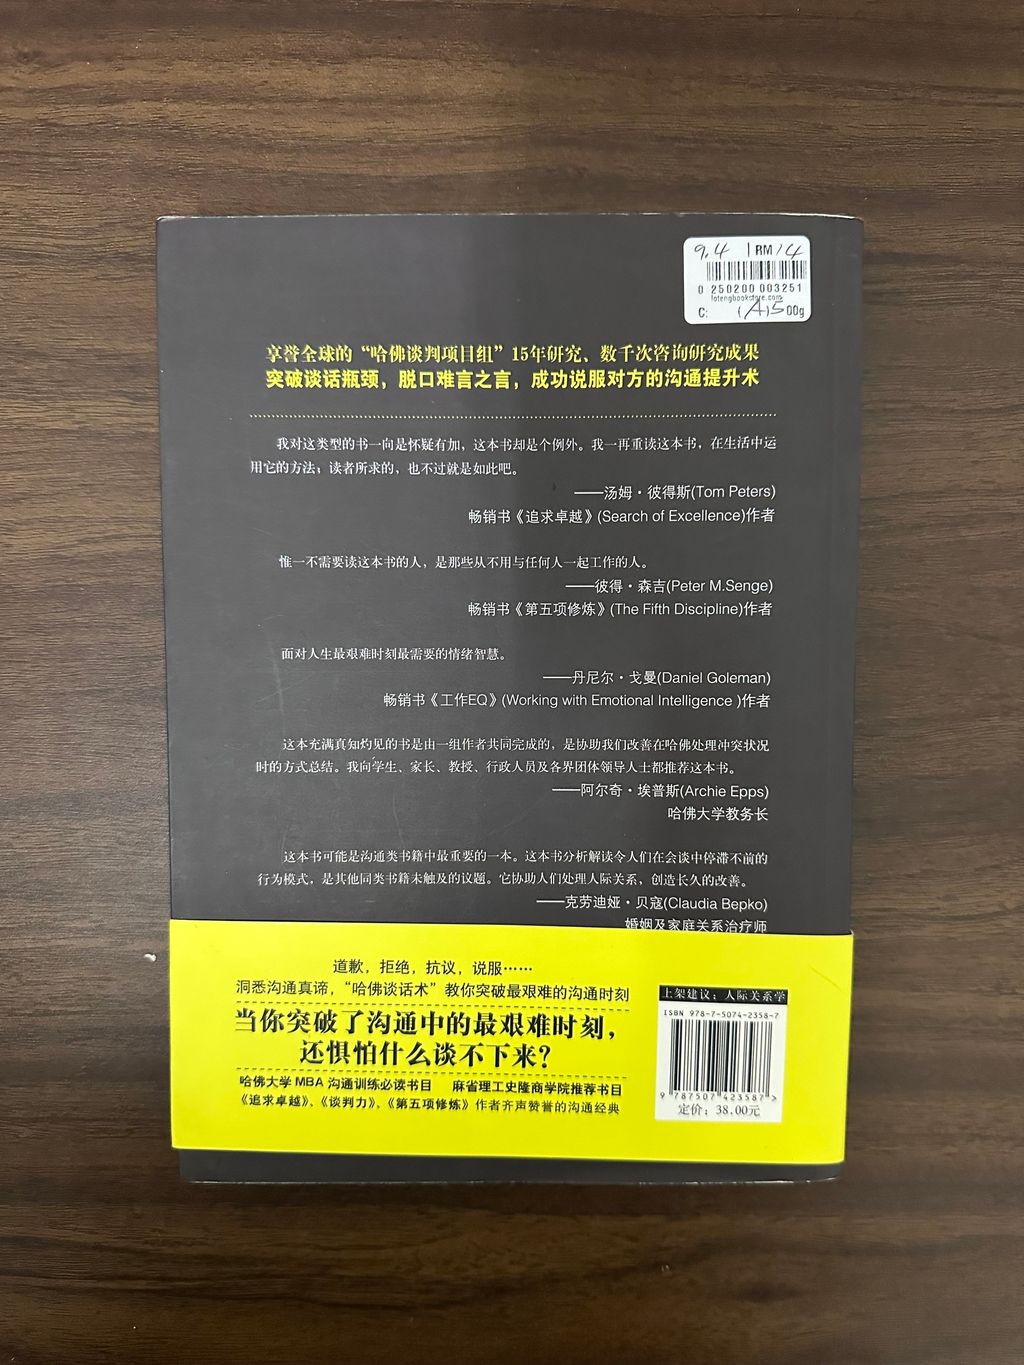 9.4 1RM14
0 250200 003251
totengbookstore.com
C: (A)500g
享誉全球的“哈佛谈判项目组”15年研究、数千次咨询研究成果
突破谈话瓶颈，脱口难言之言，成功说服对方的沟通提升术
我对这类型的书一向是怀疑有加，这本书却是个例外。我一再重读这本书，在生活中运
用它的方法；读者所求的，也不过就是如此吧。
——汤姆·彼得斯(Tom Peters)
畅销书《追求卓越》(Search of Excellence)作者
惟一不需要读这本书的人，是那些从不用与任何人一起工作的人。
——彼得·森吉(Peter M.Senge)
畅销书《第五项修炼》(The Fifth Discipline)作者
面对人生最艰难时刻最需要的情绪智慧。
——丹尼尔·戈曼(Daniel Goleman)
畅销书《工作EQ》(Working with Emotional Intelligence )作者
这本充满真知灼见的书是由一组作者共同完成的，是协助我们改善在哈佛处理冲突状况
时的方式总结。我向学生、家长、教授、行政人员及各界团体领导人士都推荐这本书。
——阿尔奇·埃普斯(Archie Epps)
哈佛大学教务长
这本书可能是沟通类书籍中最重要的一本。这本书分析解读令人们在会谈中停滞不前的
行为模式，是其他同类书籍未触及的议题。它协助人们处理人际关系，创造长久的改善。
——克劳迪娅·贝寇(Claudia Bepko)
婚姻及家庭关系治疗师
道歉，拒绝，抗议，说服……
洞悉沟通真谛，“哈佛谈话术”教你突破最艰难的沟通时刻
当你突破了沟通中的最艰难时刻，
还惧怕什么谈不下来？
哈佛大学 MBA 沟通训练必读书目 麻省理工史隆商学院推荐书目
《追求卓越》、《谈判力》、《第五项修炼》作者齐声赞誉的沟通经典
上架建议：人际关系学
ISBN 978-7-5074-2358-7
9 787507 423587 >
定价：38.00元